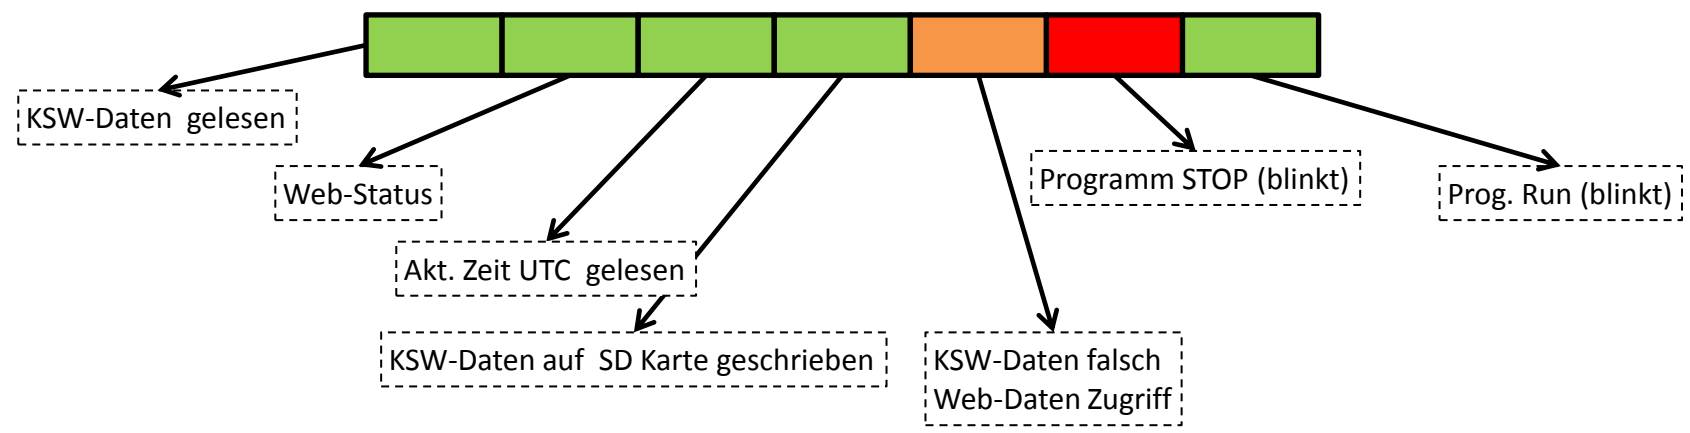 KSW-Daten  gelesen
Web-Status
Akt. Zeit UTC  gelesen
KSW-Daten auf  SD Karte geschrieben
KSW-Daten falsch
Web-Daten Zugriff
Programm STOP (blinkt)
Prog. Run (blinkt)